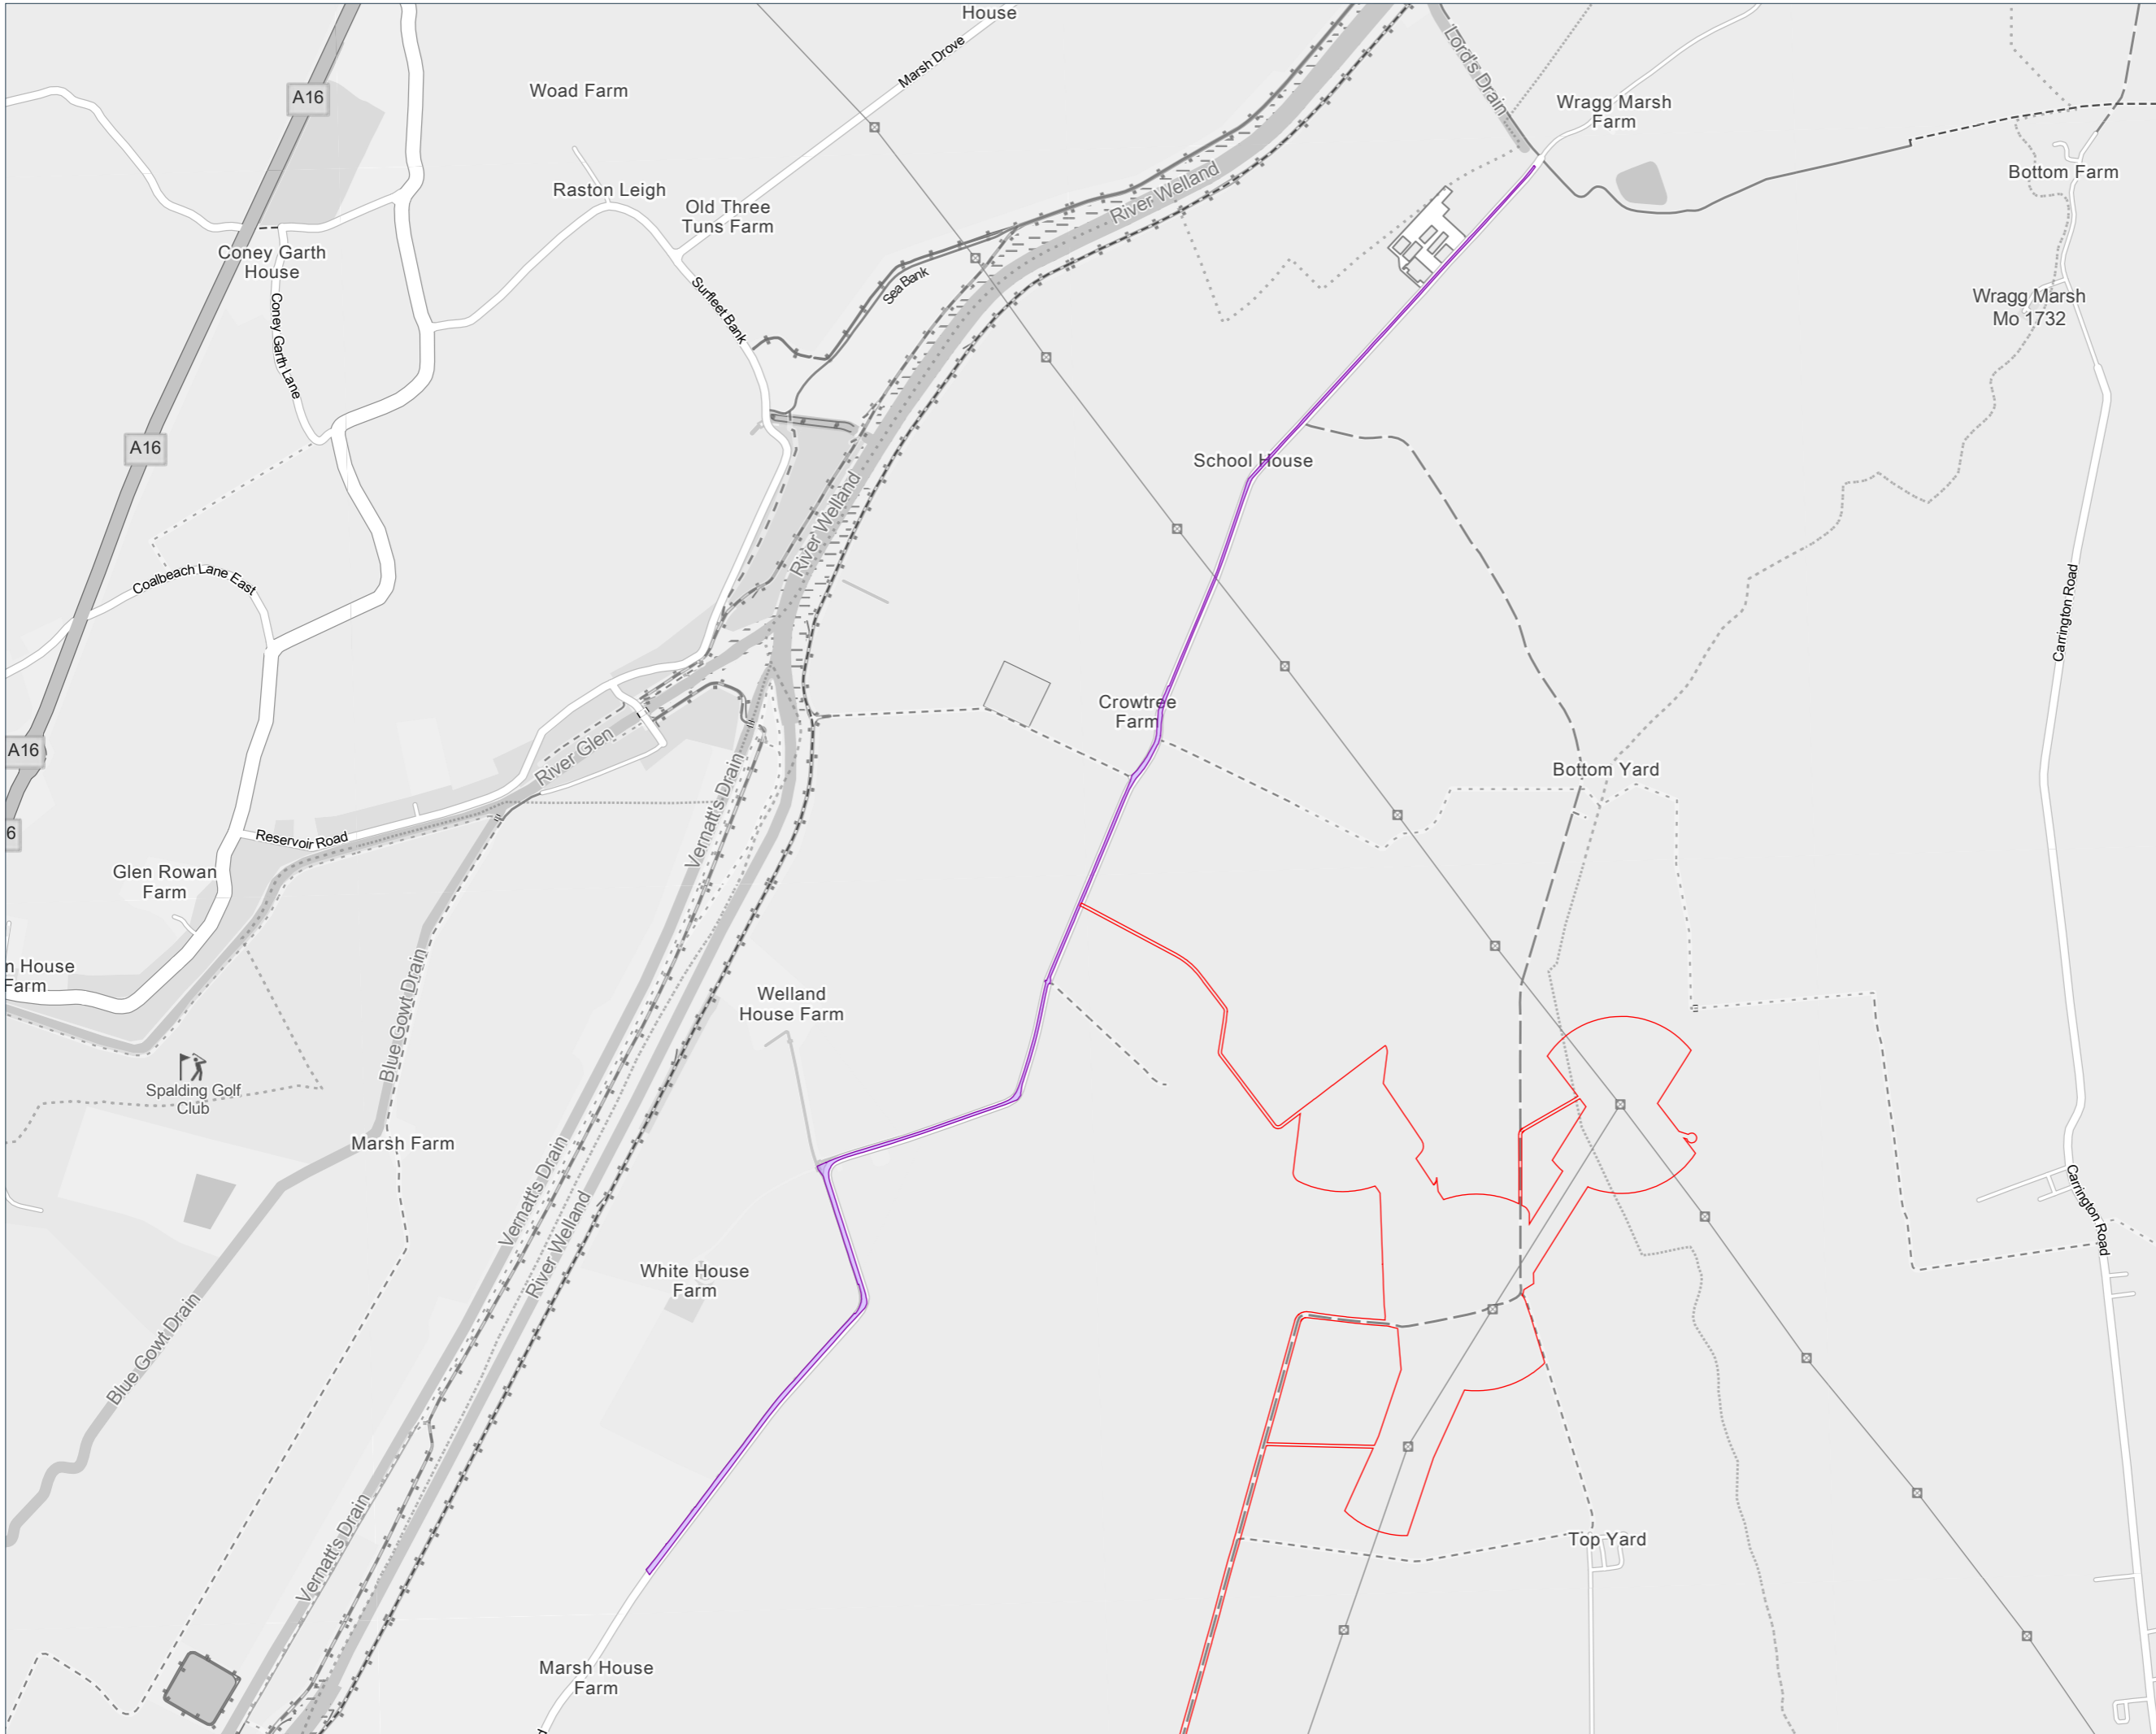 House
Marsh Drove
Lord's Drain
A16
Woad Farm
Wragg Marsh
Farm
Bottom Farm
Raston Leigh
Old Three
Tuns Farm
River Welland
Coney Garth
House
Sea Bank
Surfleet Bank
Coney Garth Lane
Wragg Marsh
Mo 1732
A16
School House
River Welland
Coalbeach Lane East
Carrington Road
Crowtree
Farm
River Glen
A16
Bottom Yard
Vernatt's Drain
6
Reservoir Road
Glen Rowan
Farm
n House
Farm
Welland
House Farm
Blue Gowt Drain
Spalding Golf
Club
Marsh Farm
Vernatt's Drain
River Welland
Carrington Road
White House
Farm
Blue Gowt Drain
Vernatt's Drain
Top Yard
Marsh House
Farm